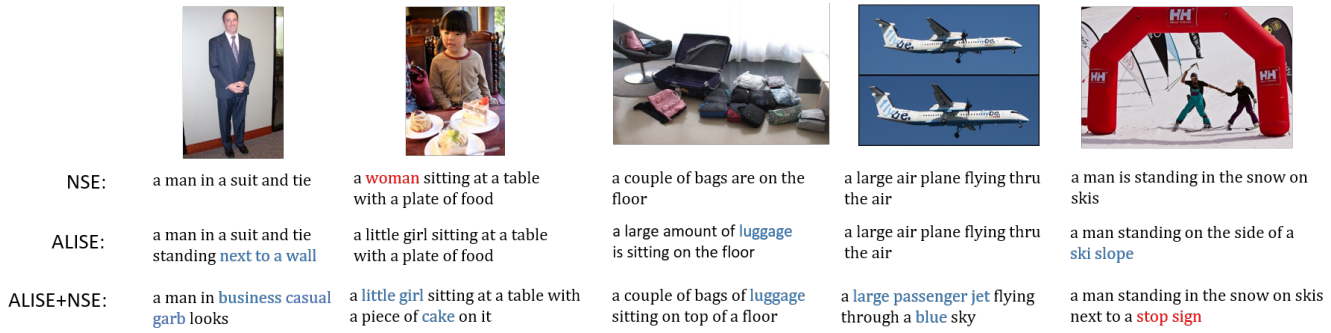 HH
HH
HH
be.
be.
NSE:
a man in a suit and tie
a woman sitting at a table
with a plate of food
a couple of bags are on the
floor
a large air plane flying thru
the air
a man is standing in the snow on
skis
ALISE:
a man in a suit and tie
standing next to a wall
a little girl sitting at a table
with a plate of food
a large amount of luggage
is sitting on the floor
a large air plane flying thru
the air
a man standing on the side of a
ski slope
ALISE+NSE:
a man in business casual
garb looks
a little girl sitting at a table with
a piece of cake on it
a couple of bags of luggage
sitting on top of a floor
a large passenger jet flying
through a blue sky
a man standing in the snow on skis
next to a stop sign